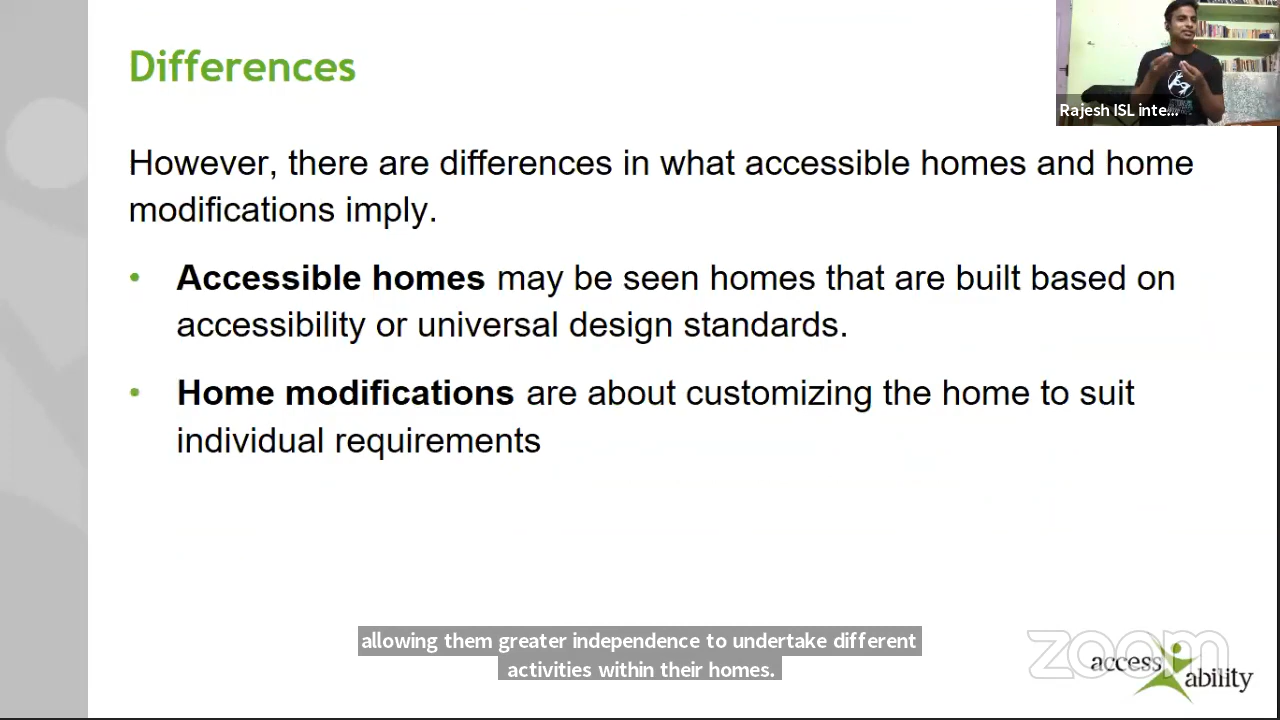 Differences
Rajesh ISL inte...
However, there are differences in what accessible homes and home
modifications imply.
• Accessible homes may be seen homes that are built based on
accessibility or universal design standards.
• Home modifications are about customizing the home to suit
individual requirements
allowing them greater independence to undertake different
activities within their homes.
zoom
access
ability